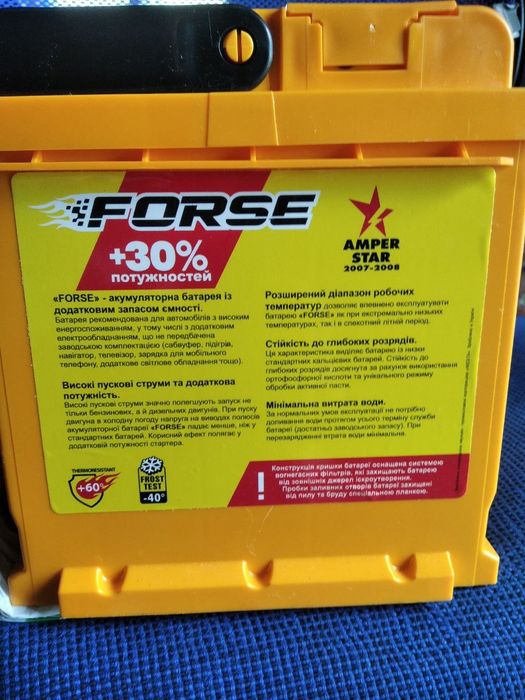 FORSE
+30%
потужностей
AMPER
STAR
2007-2008
«FORSE» - акумуляторна батарея із
додатковим запасом ємності.
Батарея рекомендована для автомобілів з високим
енергоспоживанням, у тому числі з додатковим
електрообладнанням, що не передбачена
заводською комплектацією (сабвуфер, підігрів,
навігатор, телевізор, зарядка для мобільного
телефону, додаткове світлове обладнання тощо).
Високі пускові струми та додаткова
потужність.
Високі пускові струми значно полегшують запуск не
тільки бензинових, а й дизельних двигунів. При пуску
двигуна в холодну погоду напруга на виводах полюсів
акумуляторної батареї «FORSE» падає менше, ніж у
стандартних батарей. Корисний ефект полягає у
додатковій потужності стартера.
Розширений діапазон робочих
температур дозволяє впевнено експлуатувати
батарею «FORSE» як при екстремально низьких
температурах, так і в спекотний літній період.
Стійкість до глибоких розрядів.
Ця характеристика виділяє батарею із низки
стандартних кальцієвих батарей. Стійкість до
глибоких розрядів досягнута за рахунок використання
ортофосфорної кислоти та унікального режиму
обробки активної пасти.
Мінімальна витрата води.
За нормальних умов експлуатації не потрібно
доливання води протягом усього терміну служби
батареї (достатньо заводського запасу). При
перезарядженні втрата води мінімальна.
THERMORESISTANT
+60°
FROST
TEST
-40°
!
Конструкція кришки батареї оснащена системою
вогнегасних фільтрів, які захищають батарею
від зовнішніх джерел іскроутворення.
Пробки заливних отворів батареї захищені
від пилу та бруду спеціальною планкою.